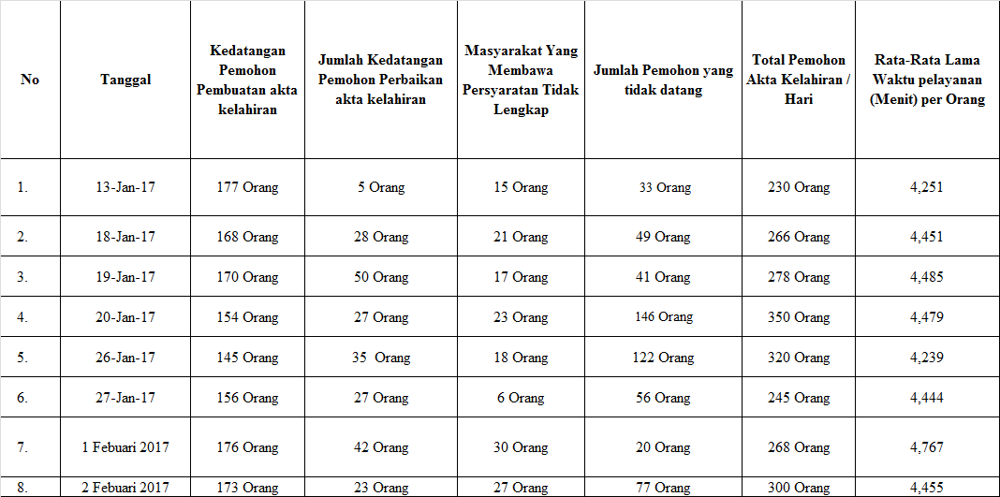 No Tanggal Kedatangan Pemohon Pembuatan akta kelahiran Jumlah Kedatangan Pemohon Perbaikan akta kelahiran Masyarakat Yang Membawa Persyaratan Tidak Lengkap Jumlah Pemohon yang tidak datang Total Pemohon Akta Kelahiran / Hari Rata-Rata Lama Waktu pelayanan (Menit) per Orang
1. 13-Jan-17 177 Orang 5 Orang 15 Orang 33 Orang 230 Orang 4,251
2. 18-Jan-17 168 Orang 28 Orang 21 Orang 49 Orang 266 Orang 4,451
3. 19-Jan-17 170 Orang 50 Orang 17 Orang 41 Orang 278 Orang 4,485
4. 20-Jan-17 154 Orang 27 Orang 23 Orang 146 Orang 350 Orang 4,479
5. 26-Jan-17 145 Orang 35 Orang 18 Orang 122 Orang 320 Orang 4,239
6. 27-Jan-17 156 Orang 27 Orang 6 Orang 56 Orang 245 Orang 4,444
7. 1 Febuari 2017 176 Orang 42 Orang 30 Orang 20 Orang 268 Orang 4,767
8. 2 Febuari 2017 173 Orang 23 Orang 27 Orang 77 Orang 300 Orang 4,455